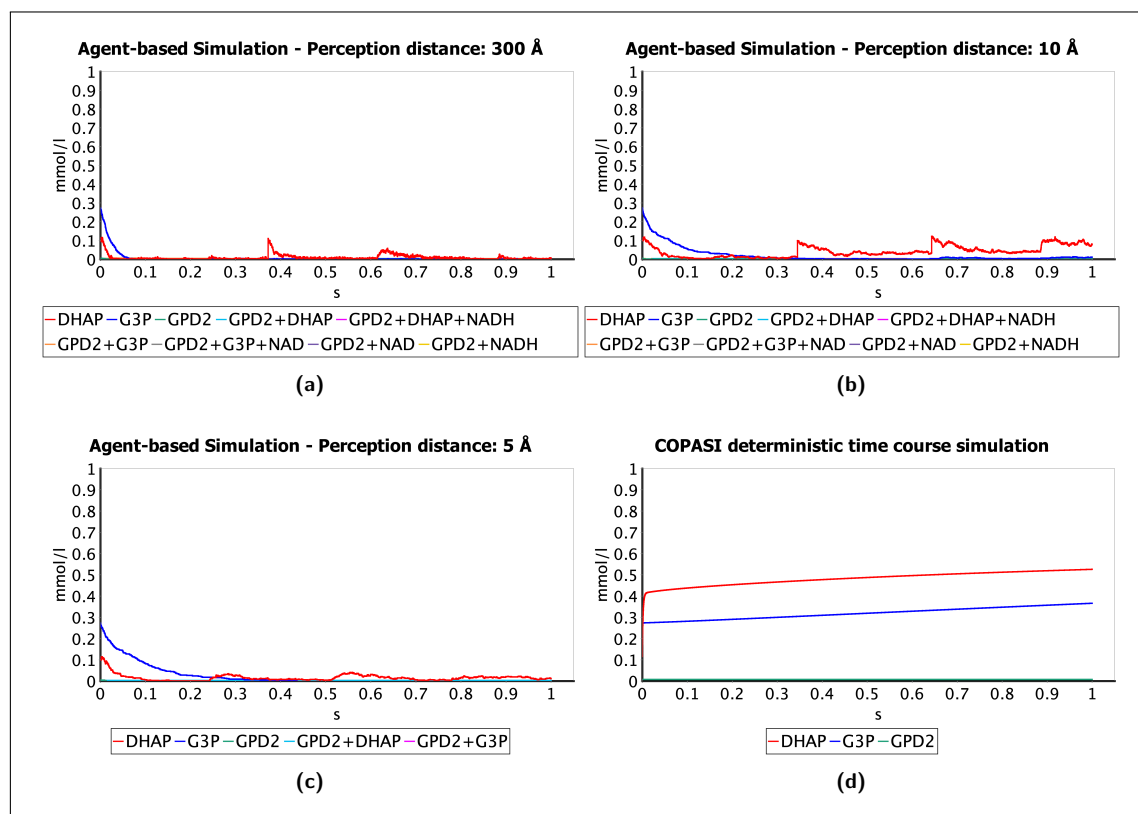 Agent-based Simulation - Perception distance: 300 Å
1
0.9
0.8
0.7
0.6
0.5
0.4
0.3
0.2
0.1
0
mmol/l
0 0.1 0.2 0.3 0.4 0.5 0.6 0.7 0.8 0.9 1
s
DHAP G3P GPD2 GPD2+DHAP GPD2+DHAP+NADH
GPD2+G3P GPD2+G3P+NAD GPD2+NAD GPD2+NADH
(a)
Agent-based Simulation - Perception distance: 10 Å
1
0.9
0.8
0.7
0.6
0.5
0.4
0.3
0.2
0.1
0
mmol/l
0 0.1 0.2 0.3 0.4 0.5 0.6 0.7 0.8 0.9 1
s
DHAP G3P GPD2 GPD2+DHAP GPD2+DHAP+NADH
GPD2+G3P GPD2+G3P+NAD GPD2+NAD GPD2+NADH
(b)
Agent-based Simulation - Perception distance: 5 Å
1
0.9
0.8
0.7
0.6
0.5
0.4
0.3
0.2
0.1
0
mmol/l
0 0.1 0.2 0.3 0.4 0.5 0.6 0.7 0.8 0.9 1
s
DHAP G3P GPD2 GPD2+DHAP GPD2+G3P
(c)
COPASI deterministic time course simulation
1
0.9
0.8
0.7
0.6
0.5
0.4
0.3
0.2
0.1
0
mmol/l
0 0.1 0.2 0.3 0.4 0.5 0.6 0.7 0.8 0.9 1
s
DHAP G3P GPD2
(d)